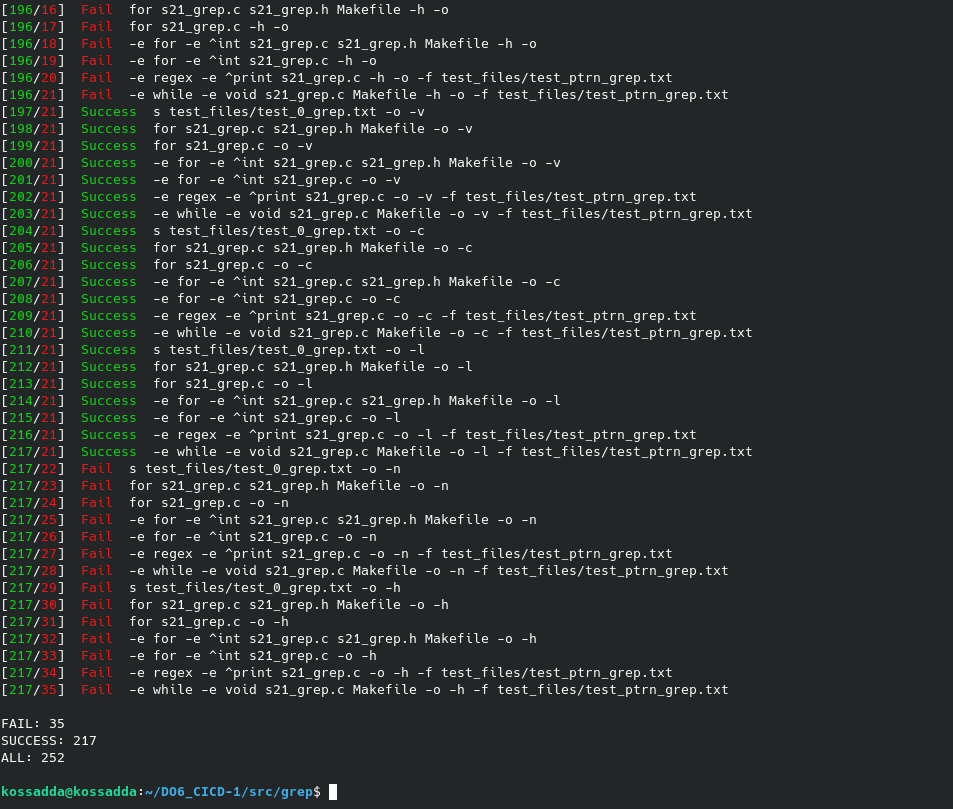 [196/16]  Fail  for s21_grep.c s21_grep.h Makefile -h -o
[196/17]  Fail  for s21_grep.c -h -o
[196/18]  Fail  -e for -e ^int s21_grep.c s21_grep.h Makefile -h -o
[196/19]  Fail  -e for -e ^int s21_grep.c -h -o
[196/20]  Fail  -e regex -e ^print s21_grep.c -h -o -f test_files/test_ptrn_grep.txt
[196/21]  Fail  -e while -e void s21_grep.c Makefile -h -o -f test_files/test_ptrn_grep.txt
[197/21]  Success  s test_files/test_0_grep.txt -o -v
[198/21]  Success  for s21_grep.c s21_grep.h Makefile -o -v
[199/21]  Success  for s21_grep.c -o -v
[200/21]  Success  -e for -e ^int s21_grep.c s21_grep.h Makefile -o -v
[201/21]  Success  -e for -e ^int s21_grep.c -o -v
[202/21]  Success  -e regex -e ^print s21_grep.c -o -v -f test_files/test_ptrn_grep.txt
[203/21]  Success  -e while -e void s21_grep.c Makefile -o -v -f test_files/test_ptrn_grep.txt
[204/21]  Success  s test_files/test_0_grep.txt -o -c
[205/21]  Success  for s21_grep.c s21_grep.h Makefile -o -c
[206/21]  Success  for s21_grep.c -o -c
[207/21]  Success  -e for -e ^int s21_grep.c s21_grep.h Makefile -o -c
[208/21]  Success  -e for -e ^int s21_grep.c -o -c
[209/21]  Success  -e regex -e ^print s21_grep.c -o -c -f test_files/test_ptrn_grep.txt
[210/21]  Success  -e while -e void s21_grep.c Makefile -o -c -f test_files/test_ptrn_grep.txt
[211/21]  Success  s test_files/test_0_grep.txt -o -l
[212/21]  Success  for s21_grep.c s21_grep.h Makefile -o -l
[213/21]  Success  for s21_grep.c -o -l
[214/21]  Success  -e for -e ^int s21_grep.c s21_grep.h Makefile -o -l
[215/21]  Success  -e for -e ^int s21_grep.c -o -l
[216/21]  Success  -e regex -e ^print s21_grep.c -o -l -f test_files/test_ptrn_grep.txt
[217/21]  Success  -e while -e void s21_grep.c Makefile -o -l -f test_files/test_ptrn_grep.txt
[217/22]  Fail  s test_files/test_0_grep.txt -o -n
[217/23]  Fail  for s21_grep.c s21_grep.h Makefile -o -n
[217/24]  Fail  for s21_grep.c -o -n
[217/25]  Fail  -e for -e ^int s21_grep.c s21_grep.h Makefile -o -n
[217/26]  Fail  -e for -e ^int s21_grep.c -o -n
[217/27]  Fail  -e regex -e ^print s21_grep.c -o -n -f test_files/test_ptrn_grep.txt
[217/28]  Fail  -e while -e void s21_grep.c Makefile -o -n -f test_files/test_ptrn_grep.txt
[217/29]  Fail  s test_files/test_0_grep.txt -o -h
[217/30]  Fail  for s21_grep.c s21_grep.h Makefile -o -h
[217/31]  Fail  for s21_grep.c -o -h
[217/32]  Fail  -e for -e ^int s21_grep.c s21_grep.h Makefile -o -h
[217/33]  Fail  -e for -e ^int s21_grep.c -o -h
[217/34]  Fail  -e regex -e ^print s21_grep.c -o -h -f test_files/test_ptrn_grep.txt
[217/35]  Fail  -e while -e void s21_grep.c Makefile -o -h -f test_files/test_ptrn_grep.txt
FAIL: 35
SUCCESS: 217
ALL: 252
kossadda@kossadda:~/DO6_CICD-1/src/grep$